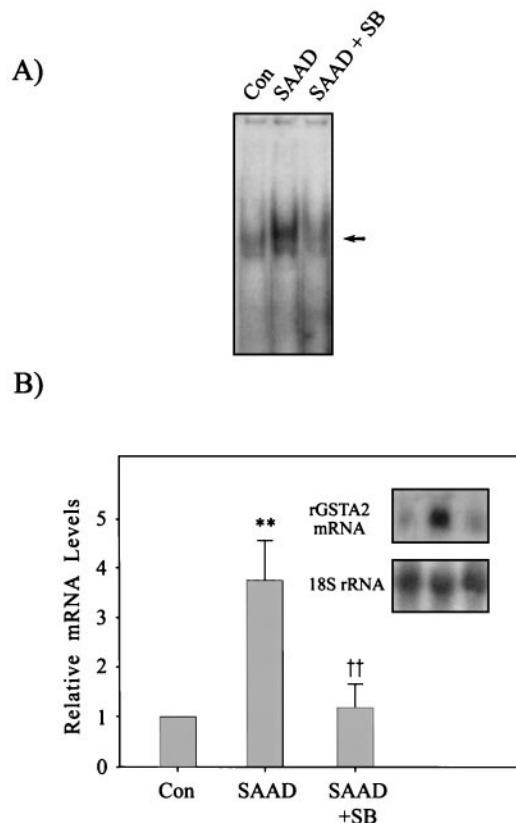 A)
Con SAAD SAAD + SB
B)
Relative mRNA Levels
5
4
3
2
1
0
**
††
rGSTA2
mRNA
18S rRNA
Con SAAD SAAD
+SB